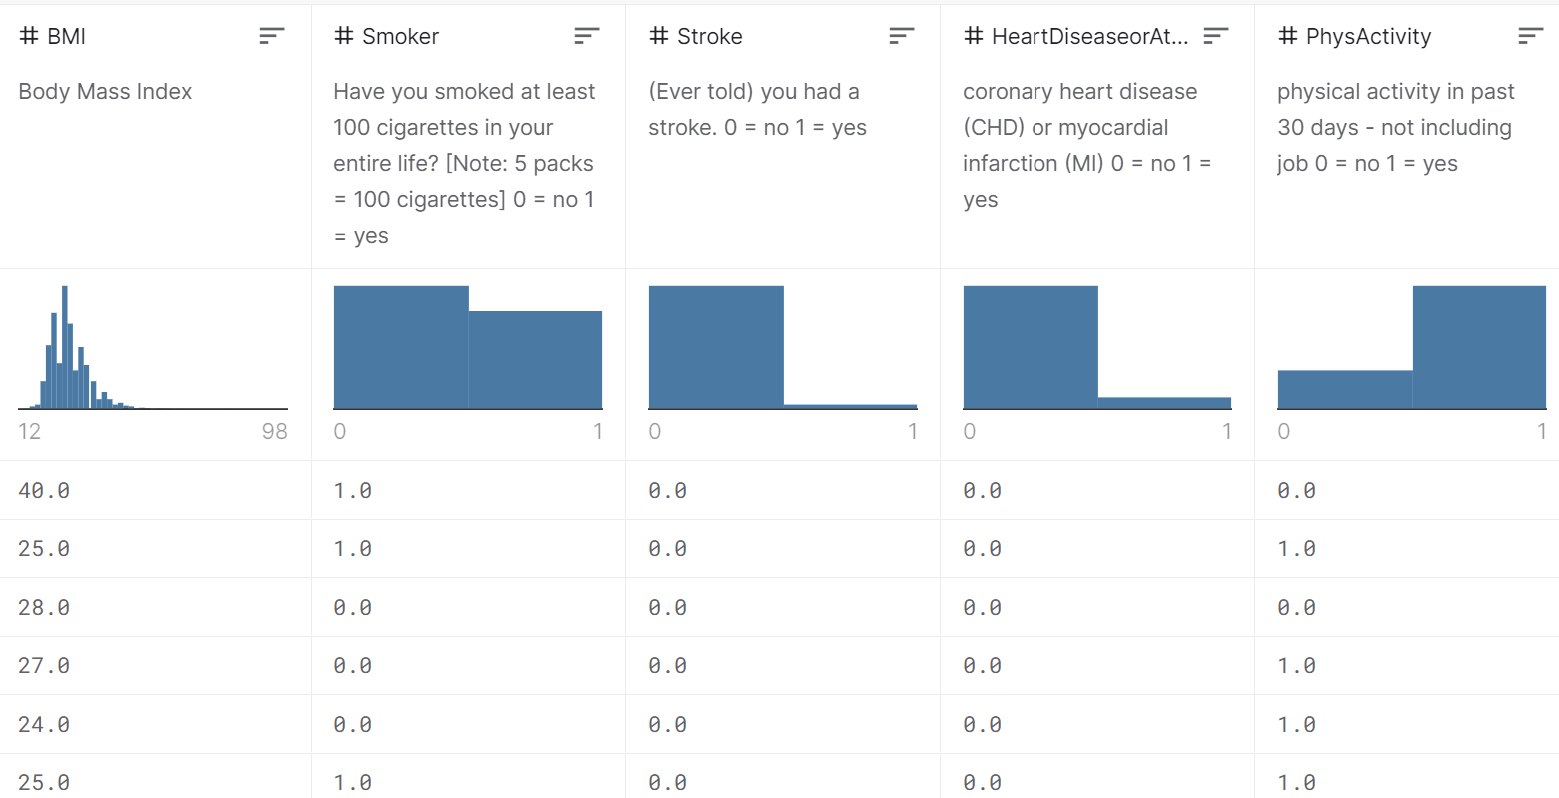 # BMI
# Smoker
# Stroke
# HeartDiseaseorAt...
# PhysActivity
Body Mass Index
Have you smoked at least
100 cigarettes in your
entire life? [Note: 5 packs
= 100 cigarettes] 0 = no 1
= yes
(Ever told) you had a
stroke. 0 = no 1 = yes
coronary heart disease
(CHD) or myocardial
infarction (MI) 0 = no 1 =
yes
physical activity in past
30 days - not including
job 0 = no 1 = yes
12 98
0 1
0 1
0 1
0 1
40.0 1.0 0.0 0.0 0.0
25.0 1.0 0.0 0.0 1.0
28.0 0.0 0.0 0.0 0.0
27.0 0.0 0.0 0.0 1.0
24.0 0.0 0.0 0.0 1.0
25.0 1.0 0.0 0.0 1.0